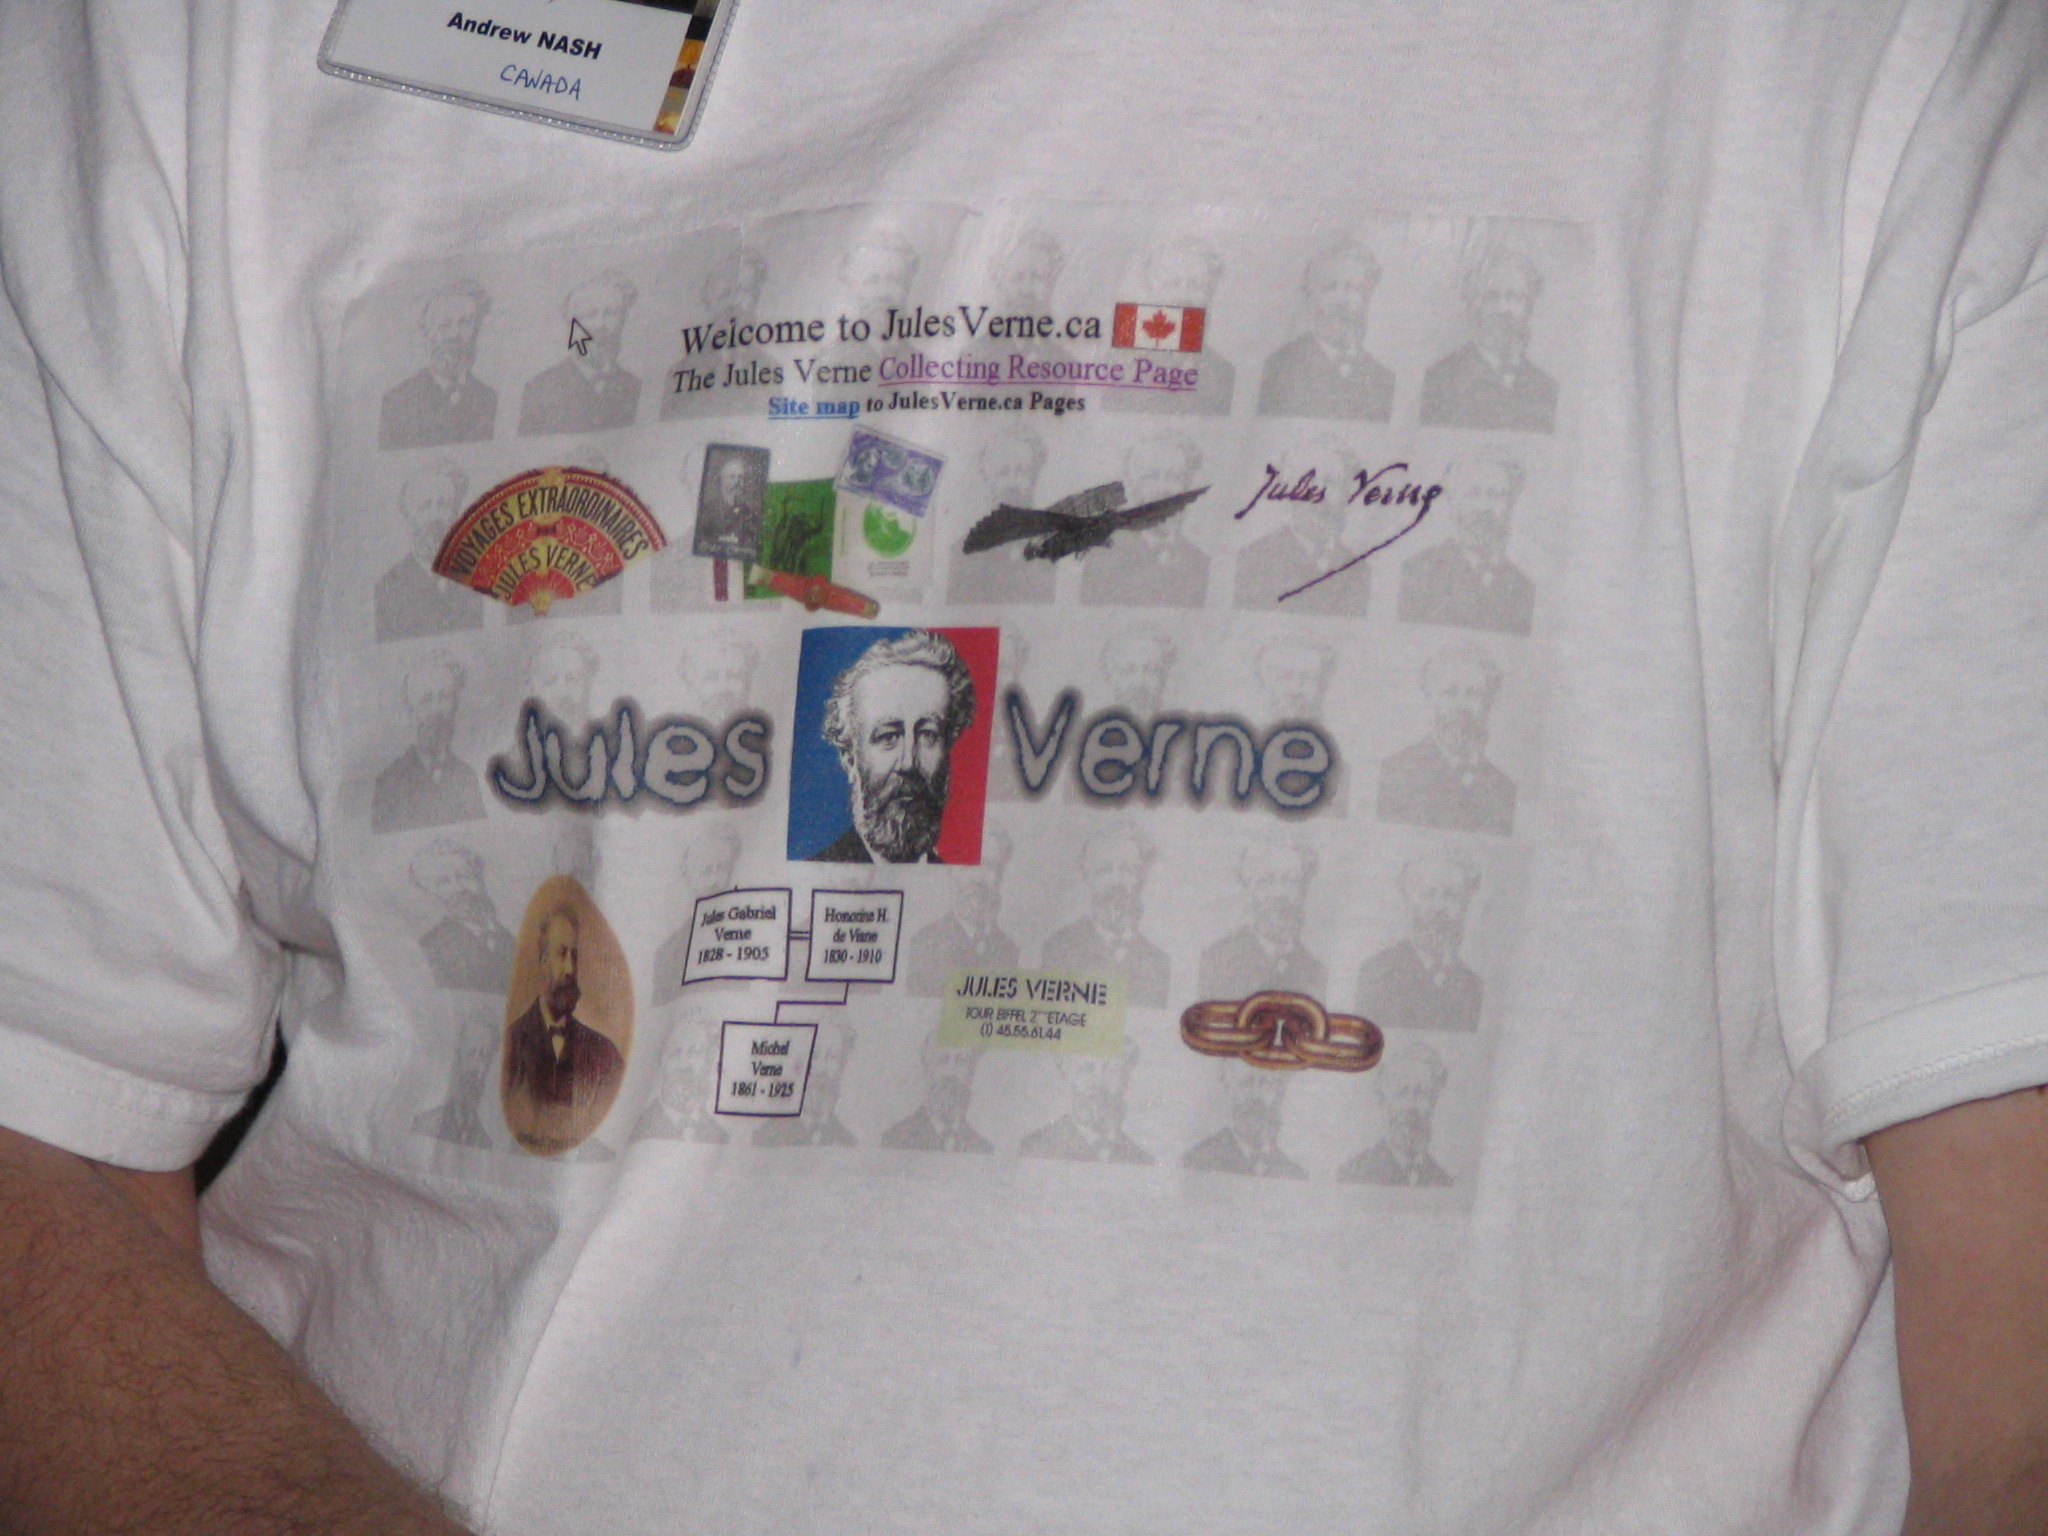 Andrew NASH
CANADA
Welcome to JulesVerne.ca
The Jules Verne Collecting Resource Page
Site map to JulesVerne.ca Pages
VOYAGES EXTRAORDINAIRES
JULES VERNE
Jules Verne
Jules Verne
Jules Gabriel
Verne
1828 - 1905
Honorine H.
de Viane
1830 - 1910
Michel
Verne
1861 - 1925
JULES VERNE
TOUR EIFFEL 2 ETAGE
(1) 45.55.61.44